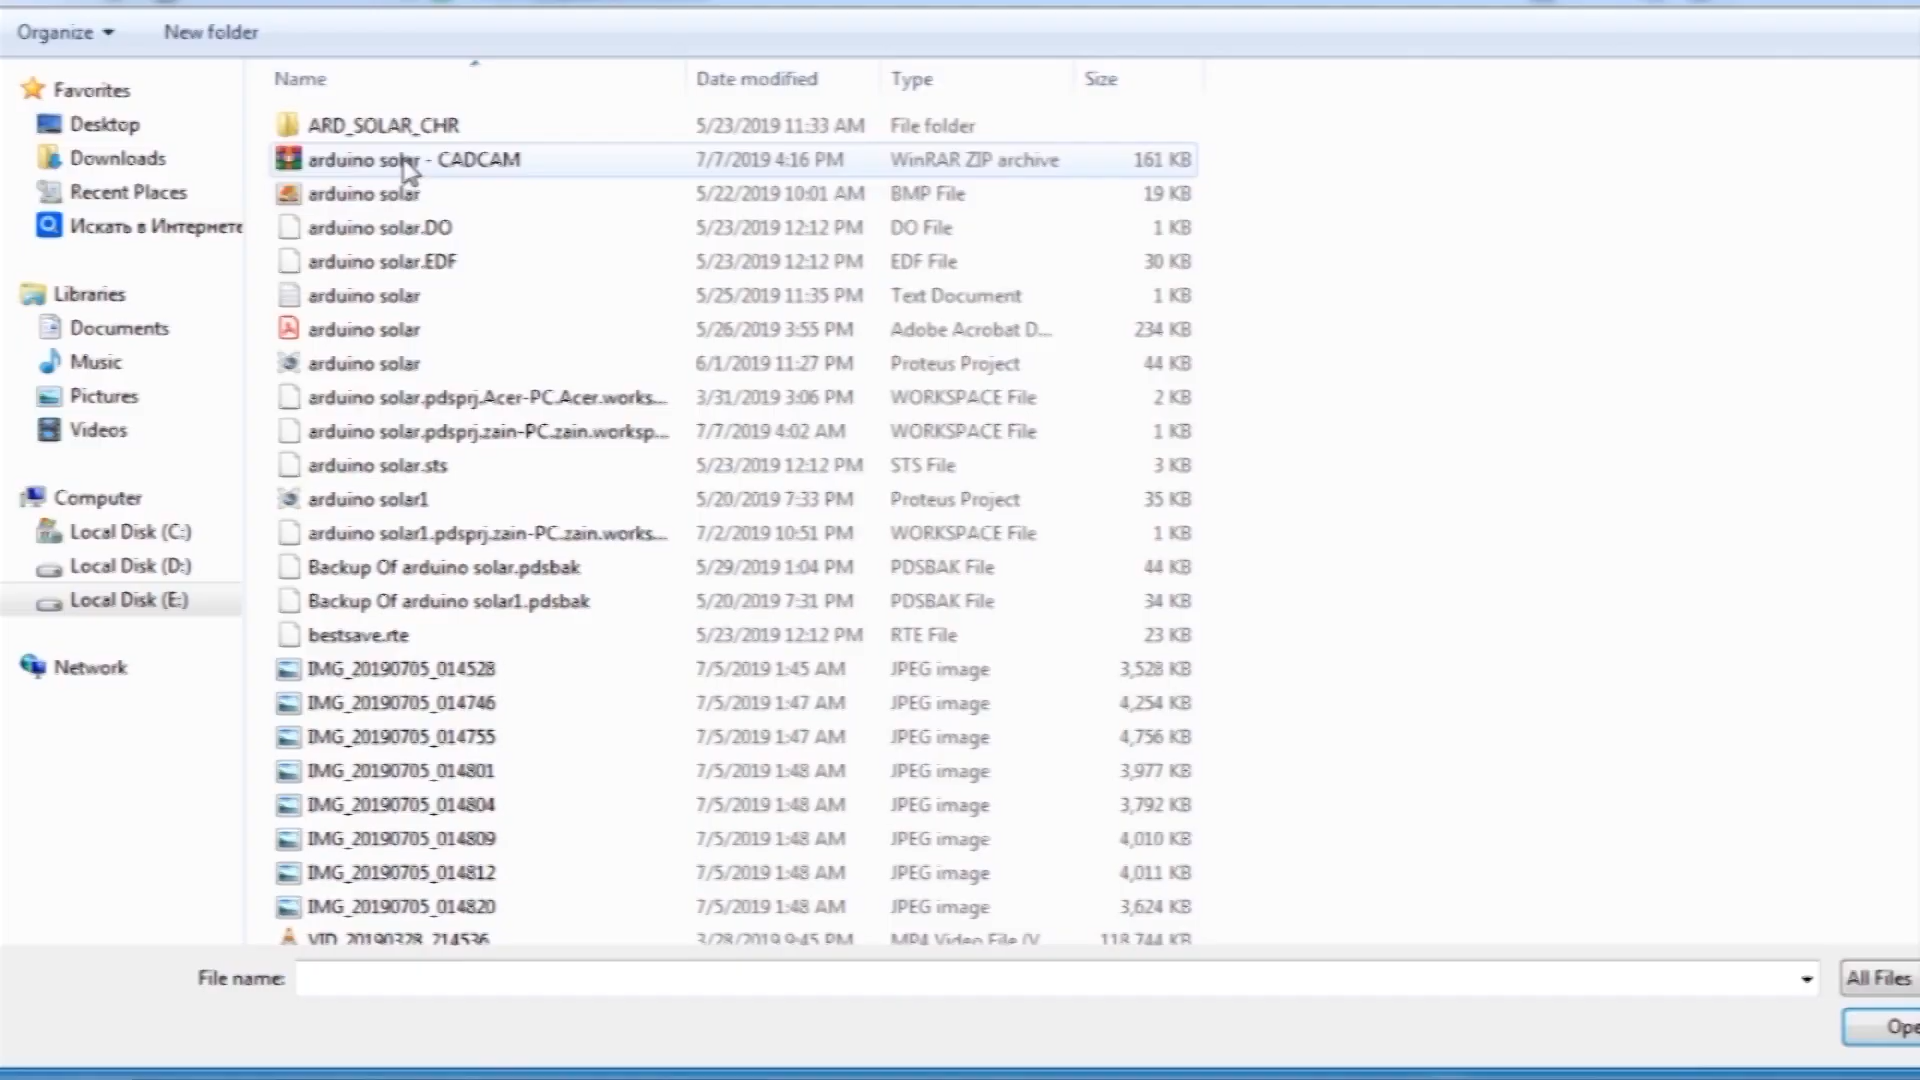 Organize
New folder
Name Date modified Type Size
Favorites
Desktop
Downloads
Recent Places
Искать в Интернете
Libraries
Documents
Music
Pictures
Videos
Computer
Local Disk (C:)
Local Disk (D:)
Local Disk (E:)
Network
ARD_SOLAR_CHR 5/23/2019 11:33 AM File folder
arduino solar - CADCAM 7/7/2019 4:16 PM WinRAR ZIP archive 161 KB
arduino solar 5/22/2019 10:01 AM BMP File 19 KB
arduino solar.DO 5/23/2019 12:12 PM DO File 1 KB
arduino solar.EDF 5/23/2019 12:12 PM EDF File 30 KB
arduino solar 5/25/2019 11:35 PM Text Document 1 KB
arduino solar 5/26/2019 3:55 PM Adobe Acrobat D... 234 KB
arduino solar 6/1/2019 11:27 PM Proteus Project 44 KB
arduino solar.pdsprj.Acer-PC.Acer.works... 3/31/2019 3:06 PM WORKSPACE File 2 KB
arduino solar.pdsprj.zain-PC.zain.worksp... 7/7/2019 4:02 AM WORKSPACE File 1 KB
arduino solar.sts 5/23/2019 12:12 PM STS File 3 KB
arduino solar1 5/20/2019 7:33 PM Proteus Project 35 KB
arduino solar1.pdsprj.zain-PC.zain.works... 7/2/2019 10:51 PM WORKSPACE File 1 KB
Backup Of arduino solar.pdsbak 5/29/2019 1:04 PM PDSBAK File 44 KB
Backup Of arduino solar1.pdsbak 5/20/2019 7:31 PM PDSBAK File 34 KB
bestsave.rte 5/23/2019 12:12 PM RTE File 23 KB
IMG_20190705_014528 7/5/2019 1:45 AM JPEG image 3,528 KB
IMG_20190705_014746 7/5/2019 1:47 AM JPEG image 4,254 KB
IMG_20190705_014755 7/5/2019 1:47 AM JPEG image 4,756 KB
IMG_20190705_014801 7/5/2019 1:48 AM JPEG image 3,977 KB
IMG_20190705_014804 7/5/2019 1:48 AM JPEG image 3,792 KB
IMG_20190705_014809 7/5/2019 1:48 AM JPEG image 4,010 KB
IMG_20190705_014812 7/5/2019 1:48 AM JPEG image 4,011 KB
IMG_20190705_014820 7/5/2019 1:48 AM JPEG image 3,624 KB
VID_20190328_214536 3/28/2019 9:45 PM MP4 Video File (V 118,744 KB
File name:
All Files
Ope